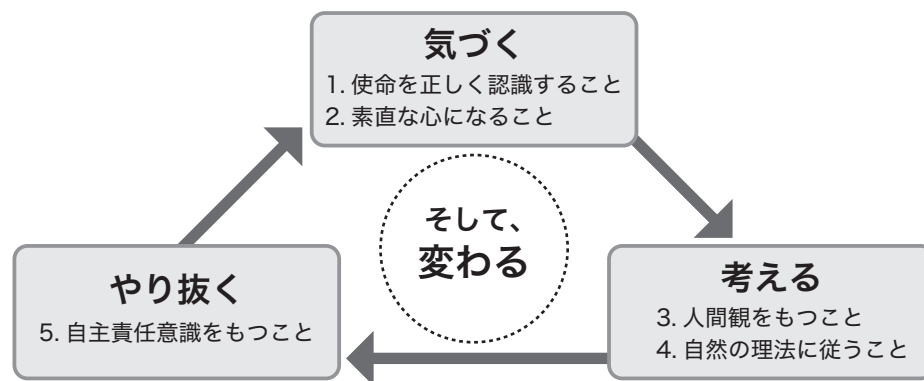 気づく
1. 使命を正しく認識すること
2. 素直な心になること
そして、
変わる
考える
3. 人間観をもつこと
4. 自然の理法に従うこと
やり抜く
5. 自主責任意識をもつこと